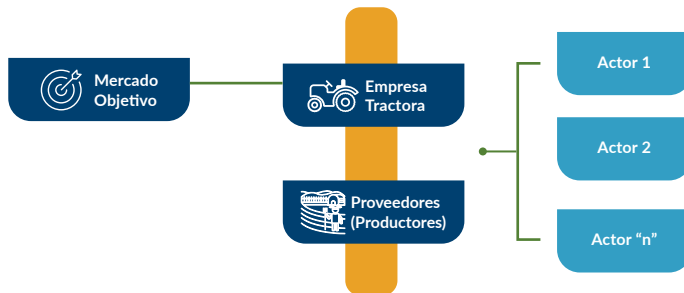 Mercado
Objetivo
Empresa
Tractora
Proveedores
(Productores)
Actor 1
Actor 2
Actor “n”